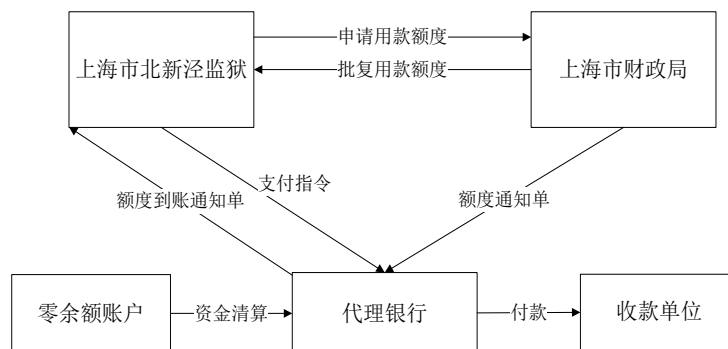 申请用款额度
上海市北新泾监狱
上海市财政局
批复用款额度
支付指令
额度到账通知单
额度通知单
零余额账户
资金清算
代理银行
付款
收款单位